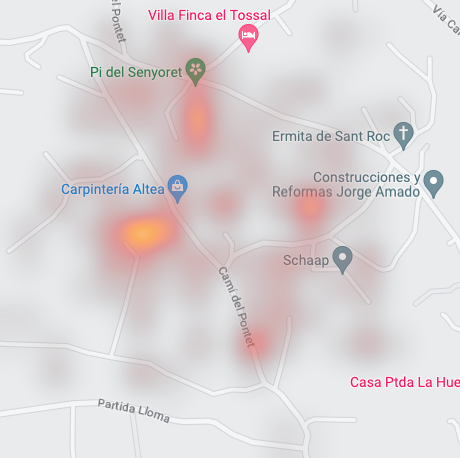 el Pontet
Villa Finca el Tossal
Via Ca
Pi del Senyoret
Ermita de Sant Roc
Construcciones y
Reformas Jorge Amado
Carpintería Altea
Schaap
Camí del Pontet
Casa Ptda La Hue
Partida Lloma